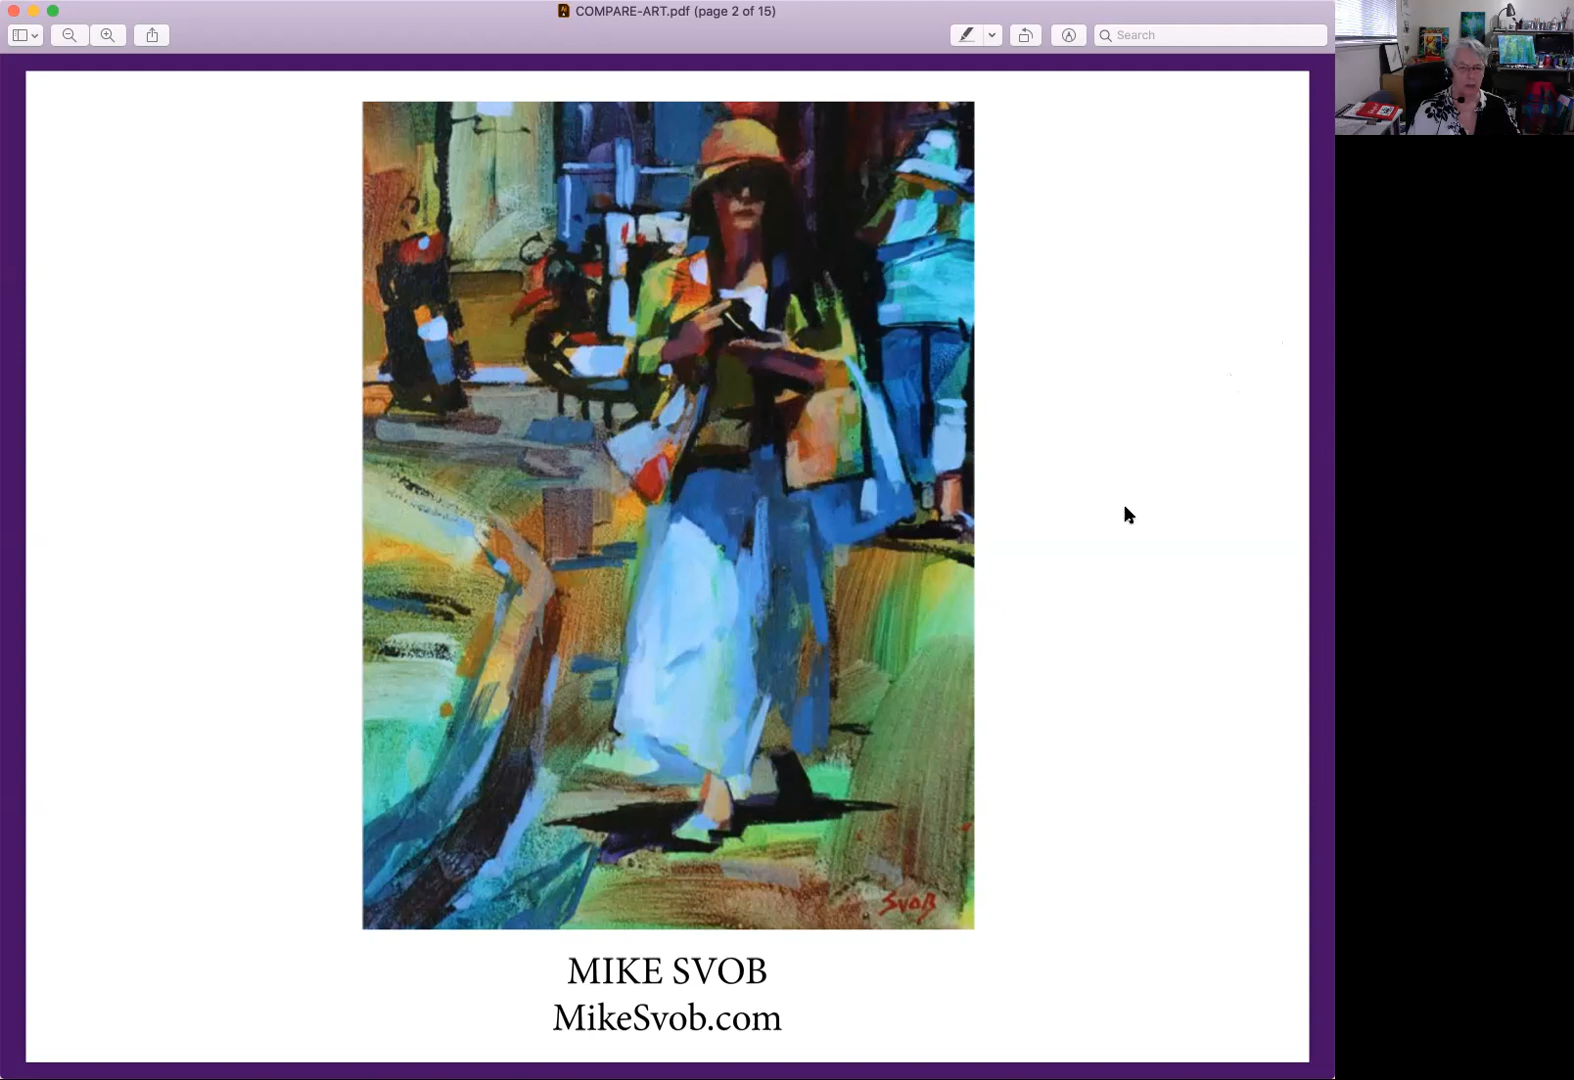 COMPARE-ART.pdf (page 2 of 15)
Search
SVOB
MIKE SVOB
MikeSvob.com